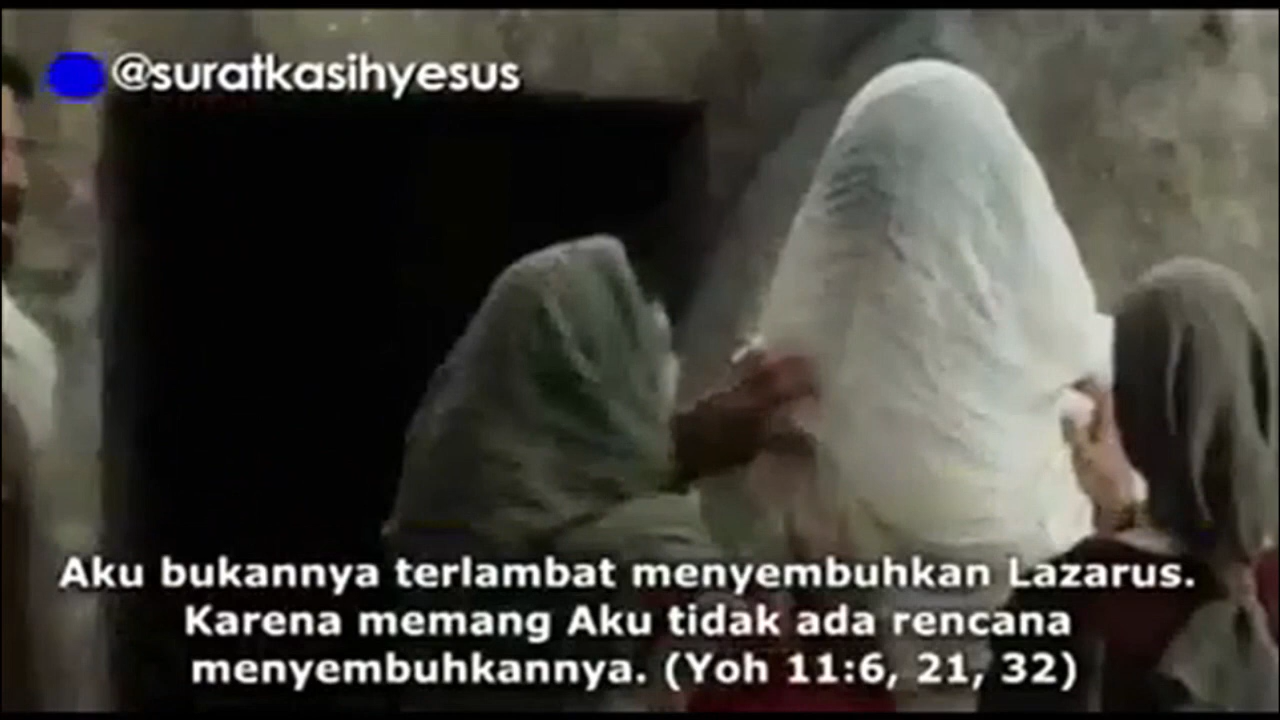 @suratkasihyesus
Aku bukannya terlambat menyembuhkan Lazarus.
Karena memang Aku tidak ada rencana
menyembuhkannya. (Yoh 11:6, 21, 32)